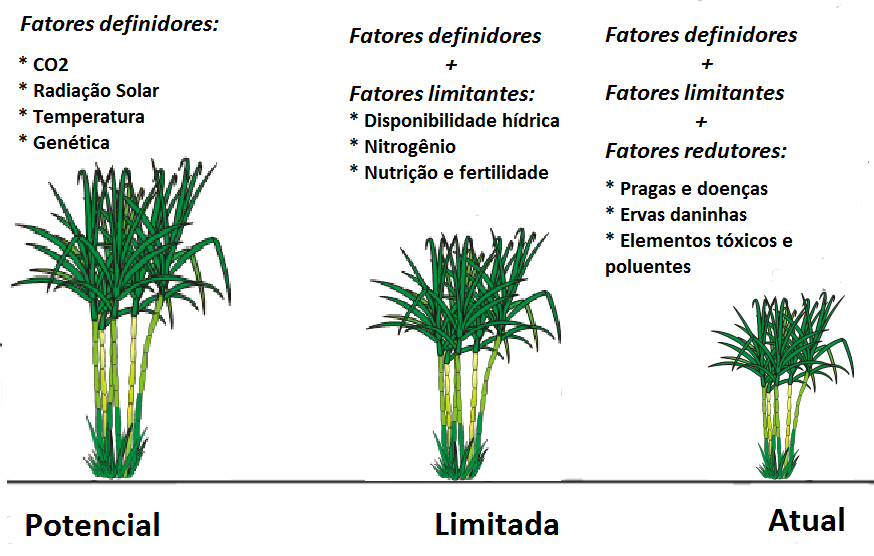 Fatores definidores:
* CO2
* Radiação Solar
* Temperatura
* Genética
Fatores definidores
+
Fatores limitantes:
* Disponibilidade hídrica
* Nitrogênio
* Nutrição e fertilidade
Fatores definidores
+
Fatores limitantes
+
Fatores redutores:
* Pragas e doenças
* Ervas daninhas
* Elementos tóxicos e
poluentes
Potencial
Limitada
Atual